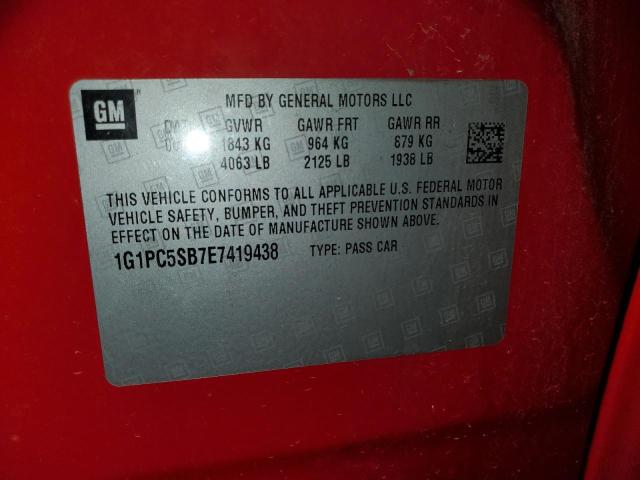 GM
MFD BY GENERAL MOTORS LLC
GVWR GAWR FRT GAWR RR
1843 KG 964 KG 879 KG
4063 LB 2125 LB 1938 LB
THIS VEHICLE CONFORMS TO ALL APPLICABLE U.S. FEDERAL MOTOR
VEHICLE SAFETY, BUMPER, AND THEFT PREVENTION STANDARDS IN
EFFECT ON THE DATE OF MANUFACTURE SHOWN ABOVE.
1G1PC5SB7E7419438 TYPE: PASS CAR